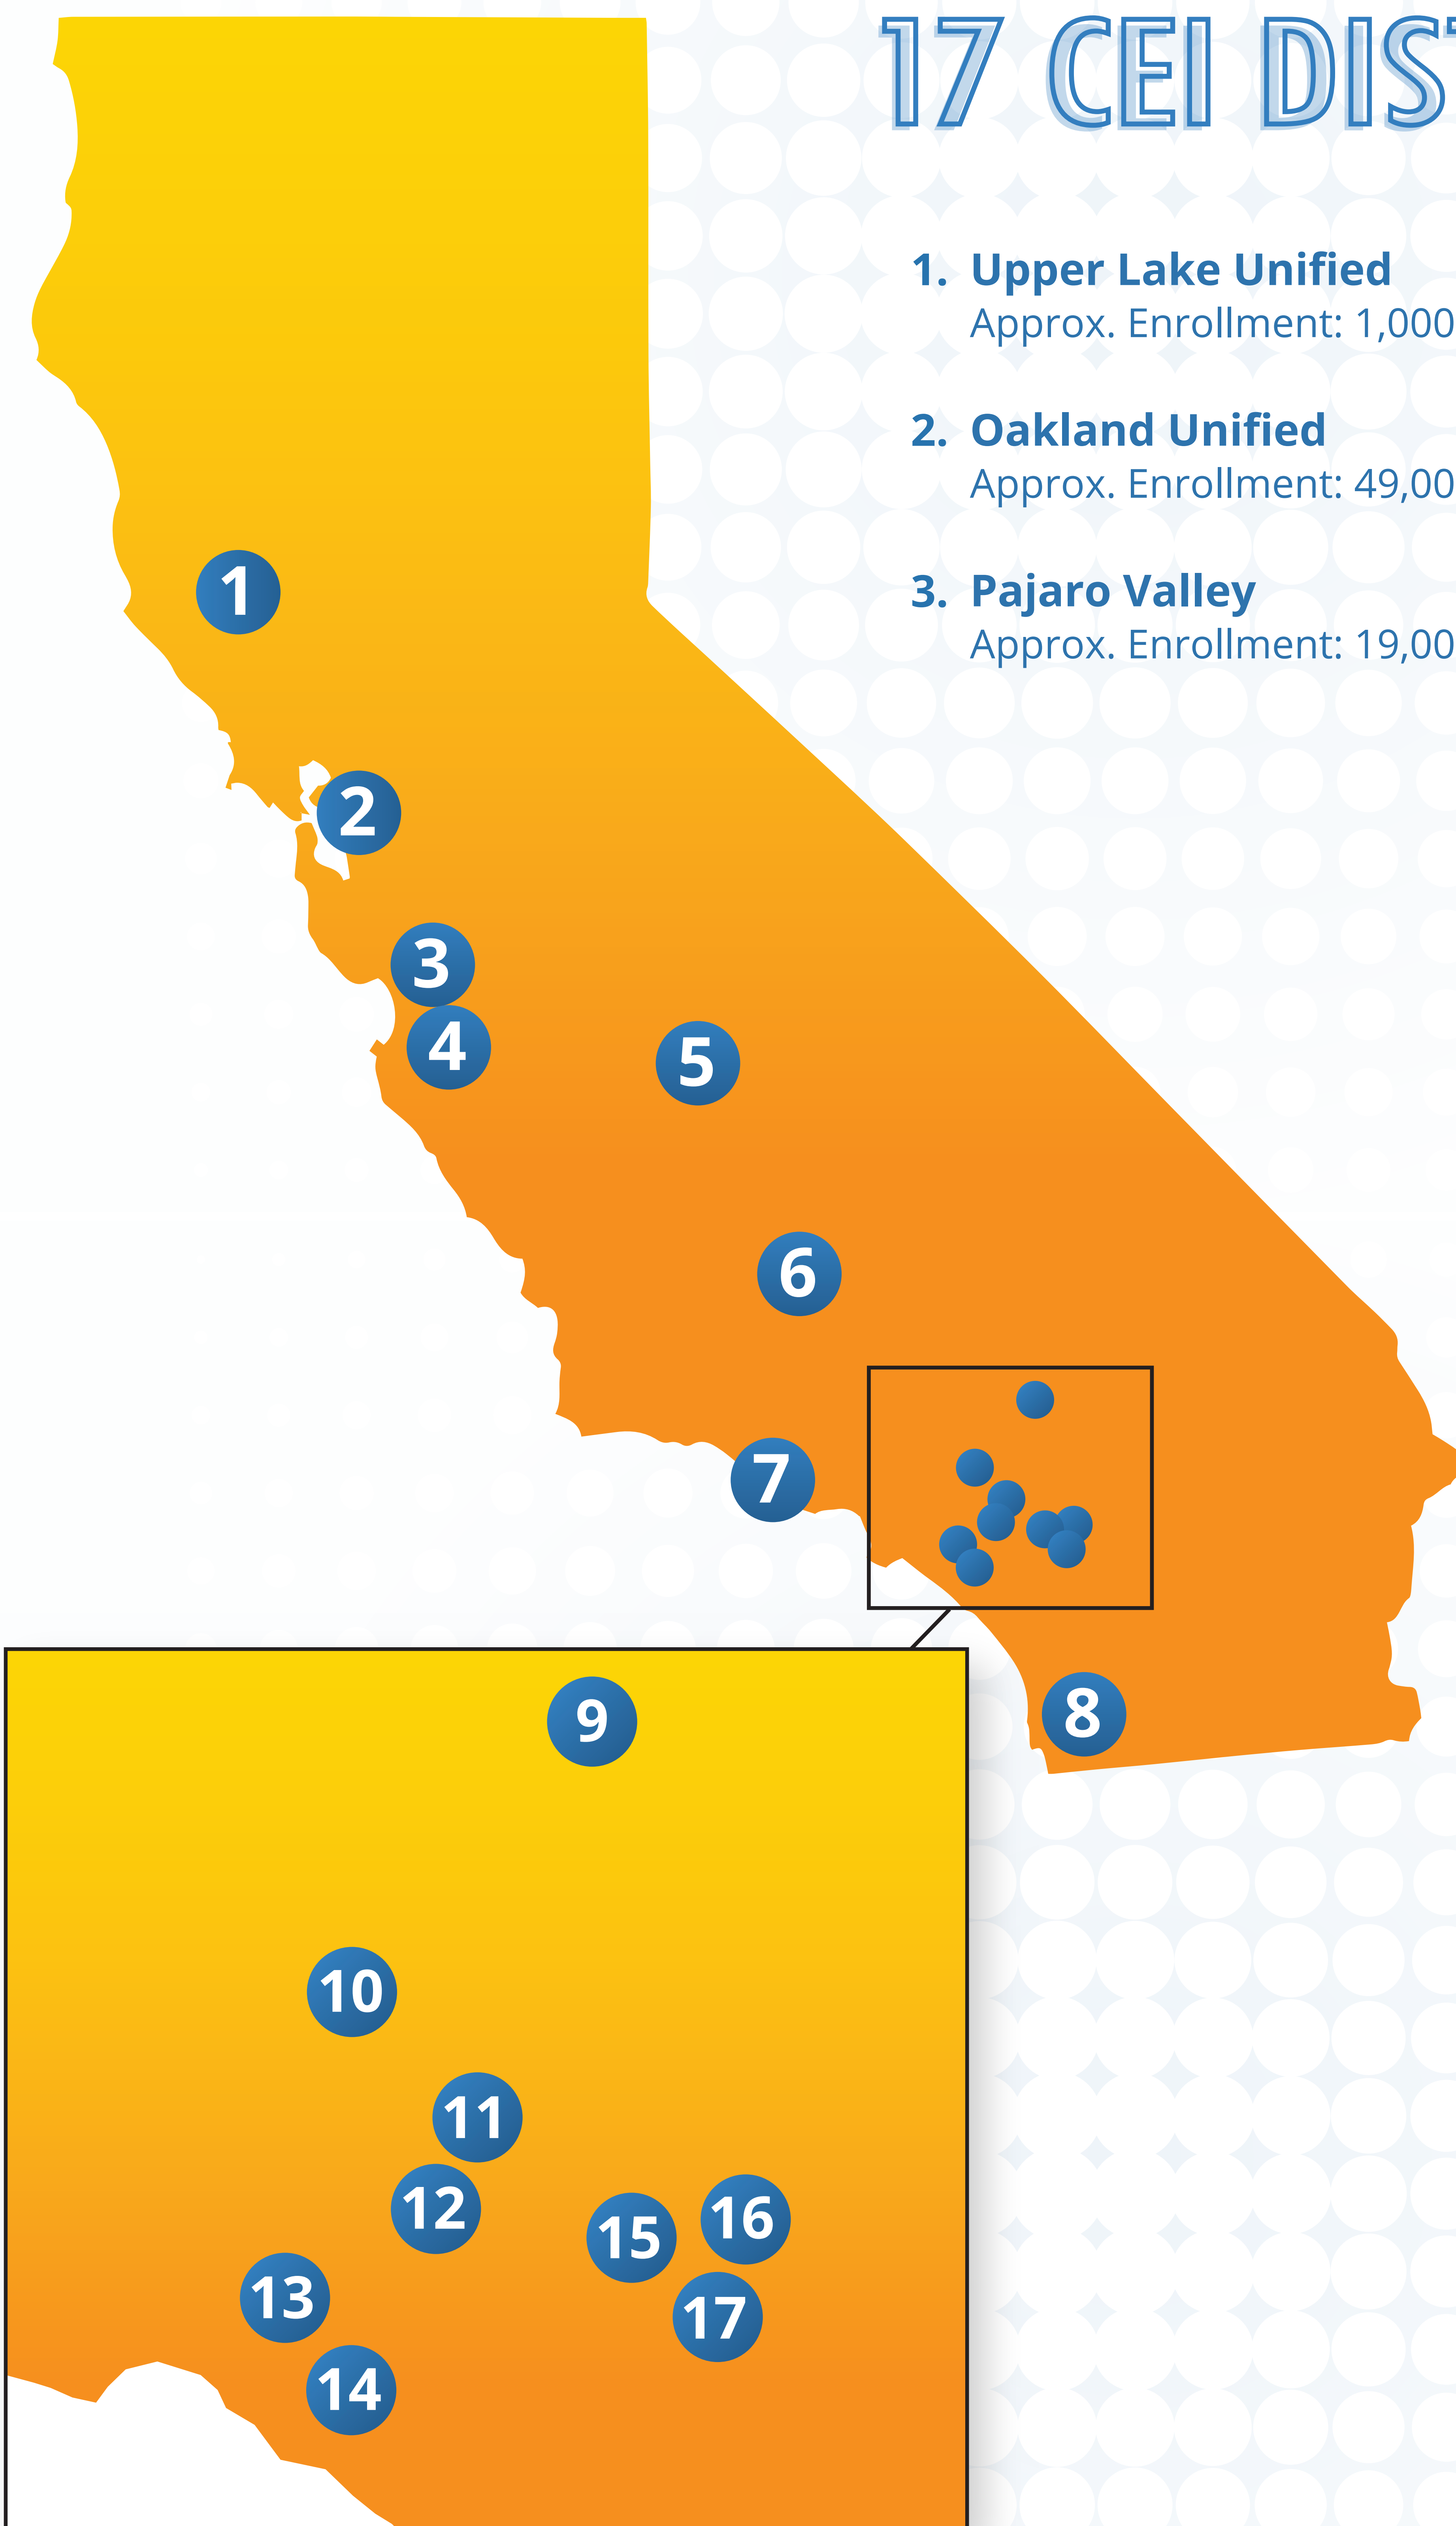 17 CEI DIS
1. Upper Lake Unified
Approx. Enrollment: 1,000
2. Oakland Unified
Approx. Enrollment: 49,00
3. Pajaro Valley
Approx. Enrollment: 19,00
1
2
3
4
5
6
7
8
9
10
11
12
13
14
15
16
17